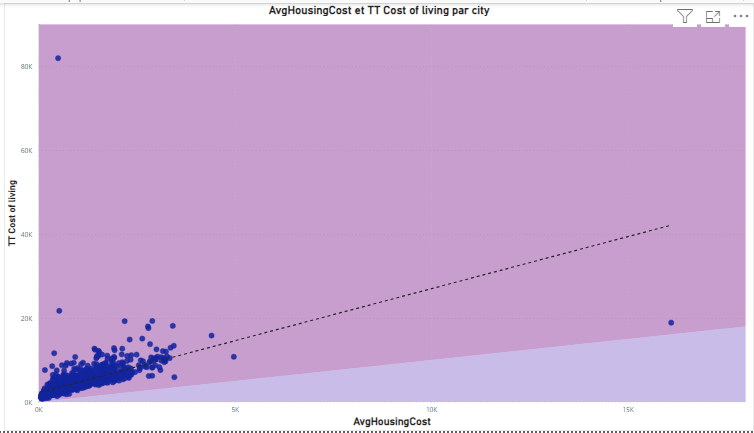 AvgHousingCost et TT Cost of living par city
TT Cost of living
80K
60K
40K
20K
0K
0K 5K 10K 15K
AvgHousingCost